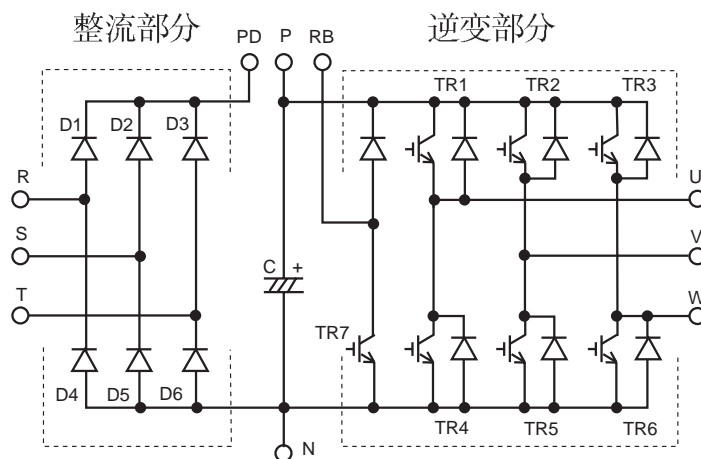 整流部分
PD
P
RB
逆变部分
D1
D2
D3
TR1
TR2
TR3
R
U
S
V
C
+
T
W
TR7
D4
D5
D6
TR4
TR5
TR6
N